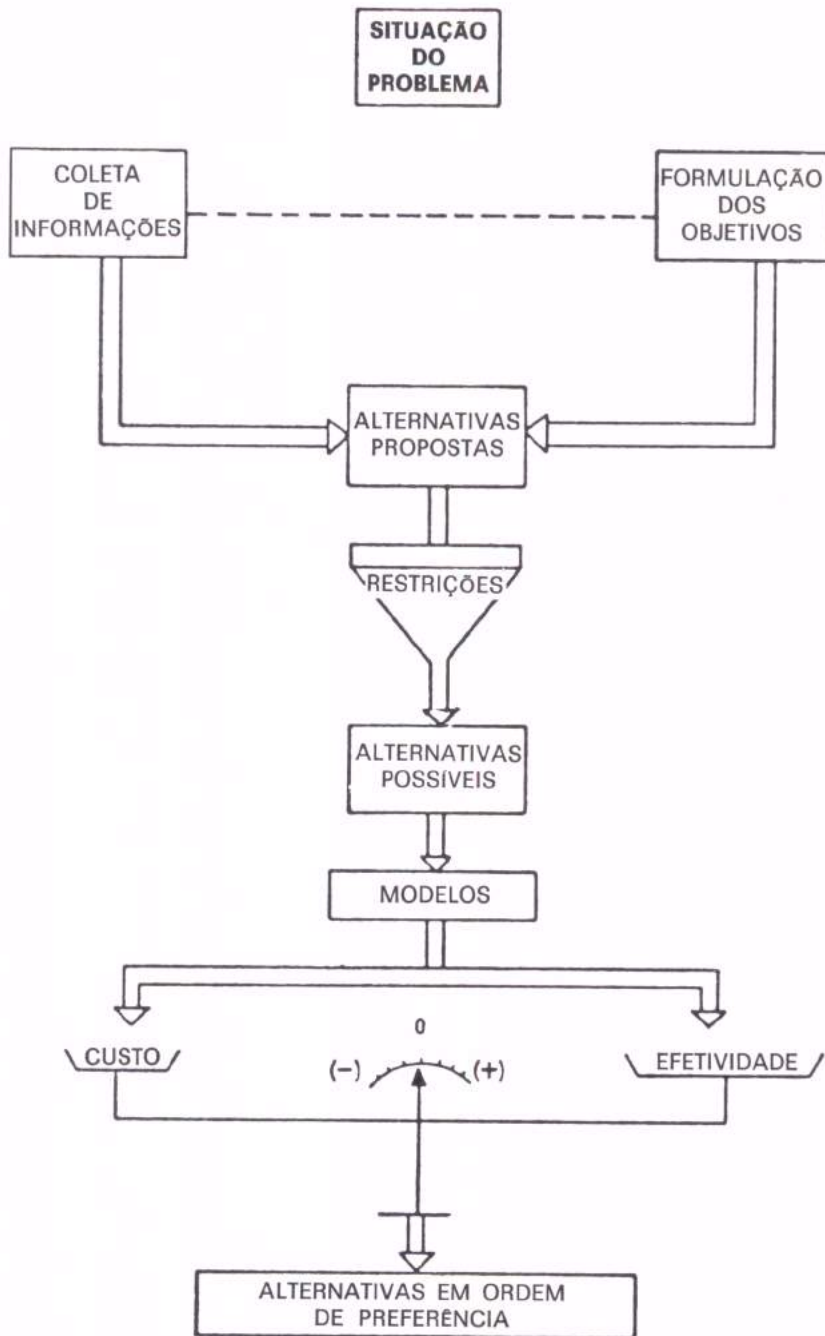 SITUAÇÃO
DO
PROBLEMA
COLETA
DE
INFORMAÇÕES
FORMULAÇÃO
DOS
OBJETIVOS
ALTERNATIVAS
PROPOSTAS
RESTRIÇÕES
ALTERNATIVAS
POSSÍVEIS
MODELOS
CUSTO
(−)
0
(+)
EFETIVIDADE
ALTERNATIVAS EM ORDEM
DE PREFERÊNCIA